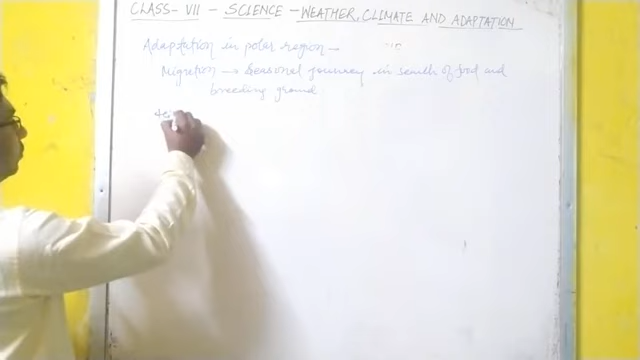 CLASS- VII - SCIENCE - WEATHER, CLIMATE AND ADAPTATION
Adaptation in polar region -
Migration → Seasonal journey in search of food and
breeding ground